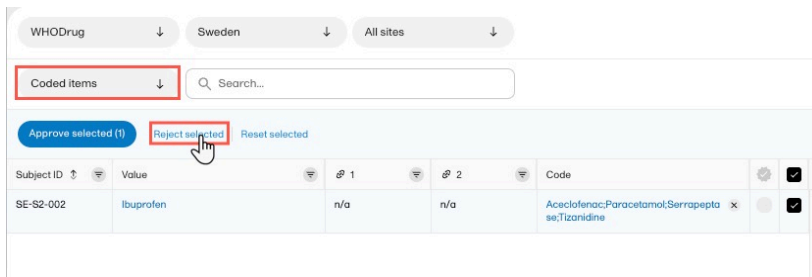 WHODrug Sweden All sites
Coded items Search...
Approve selected (1) Reject selected Reset selected
Subject ID Value 1 2 Code
SE-S2-002 Ibuprofen n/a n/a Aceclofenac;Paracetamol;Serrapepta
se;Tizanidine